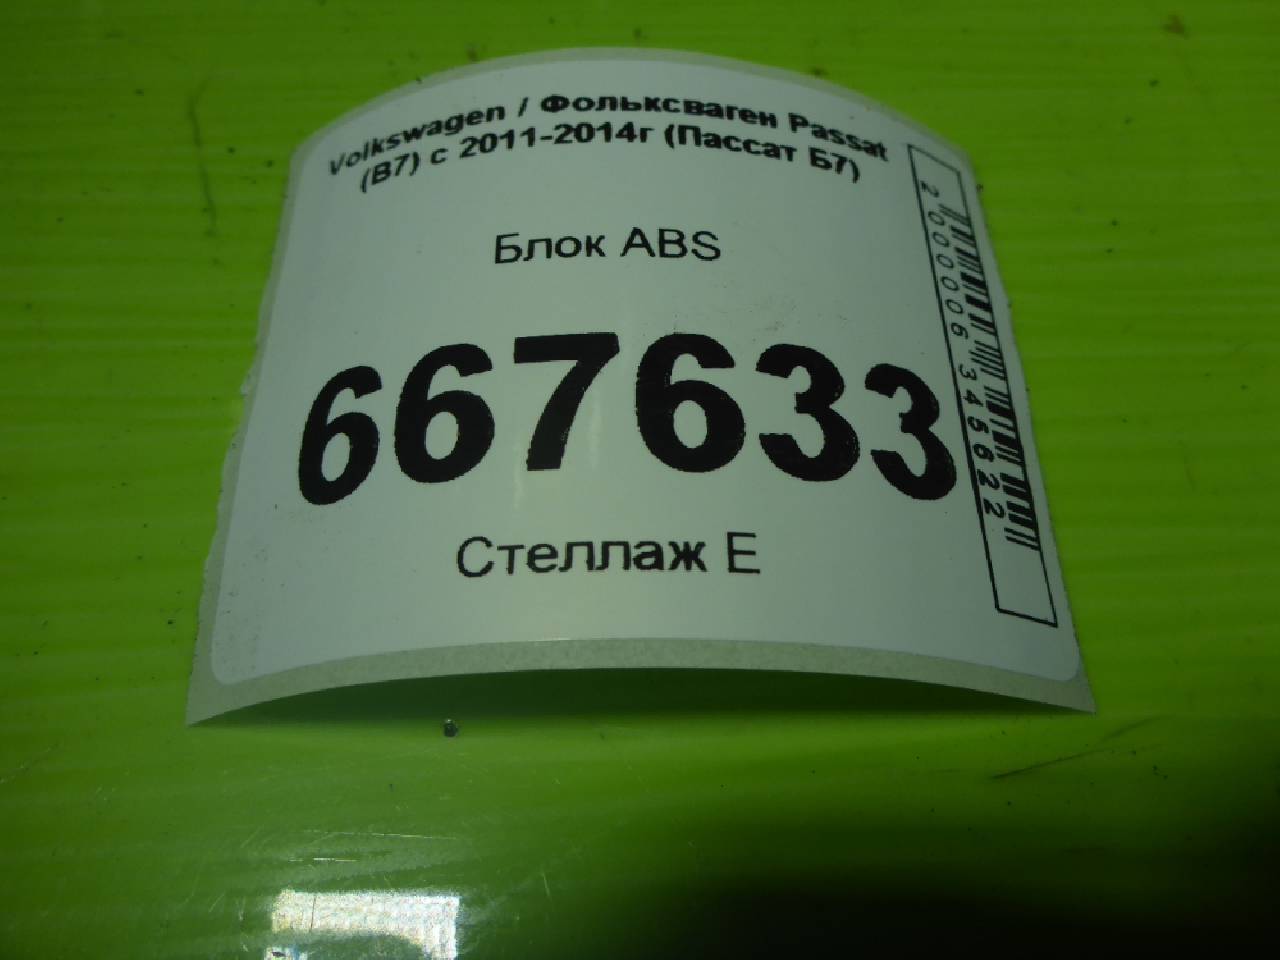 Volkswagen / Фольксваген Passat
(B7) с 2011-2014г (Пассат Б7)
Блок ABS
667633
Стеллаж Е
2000006345622